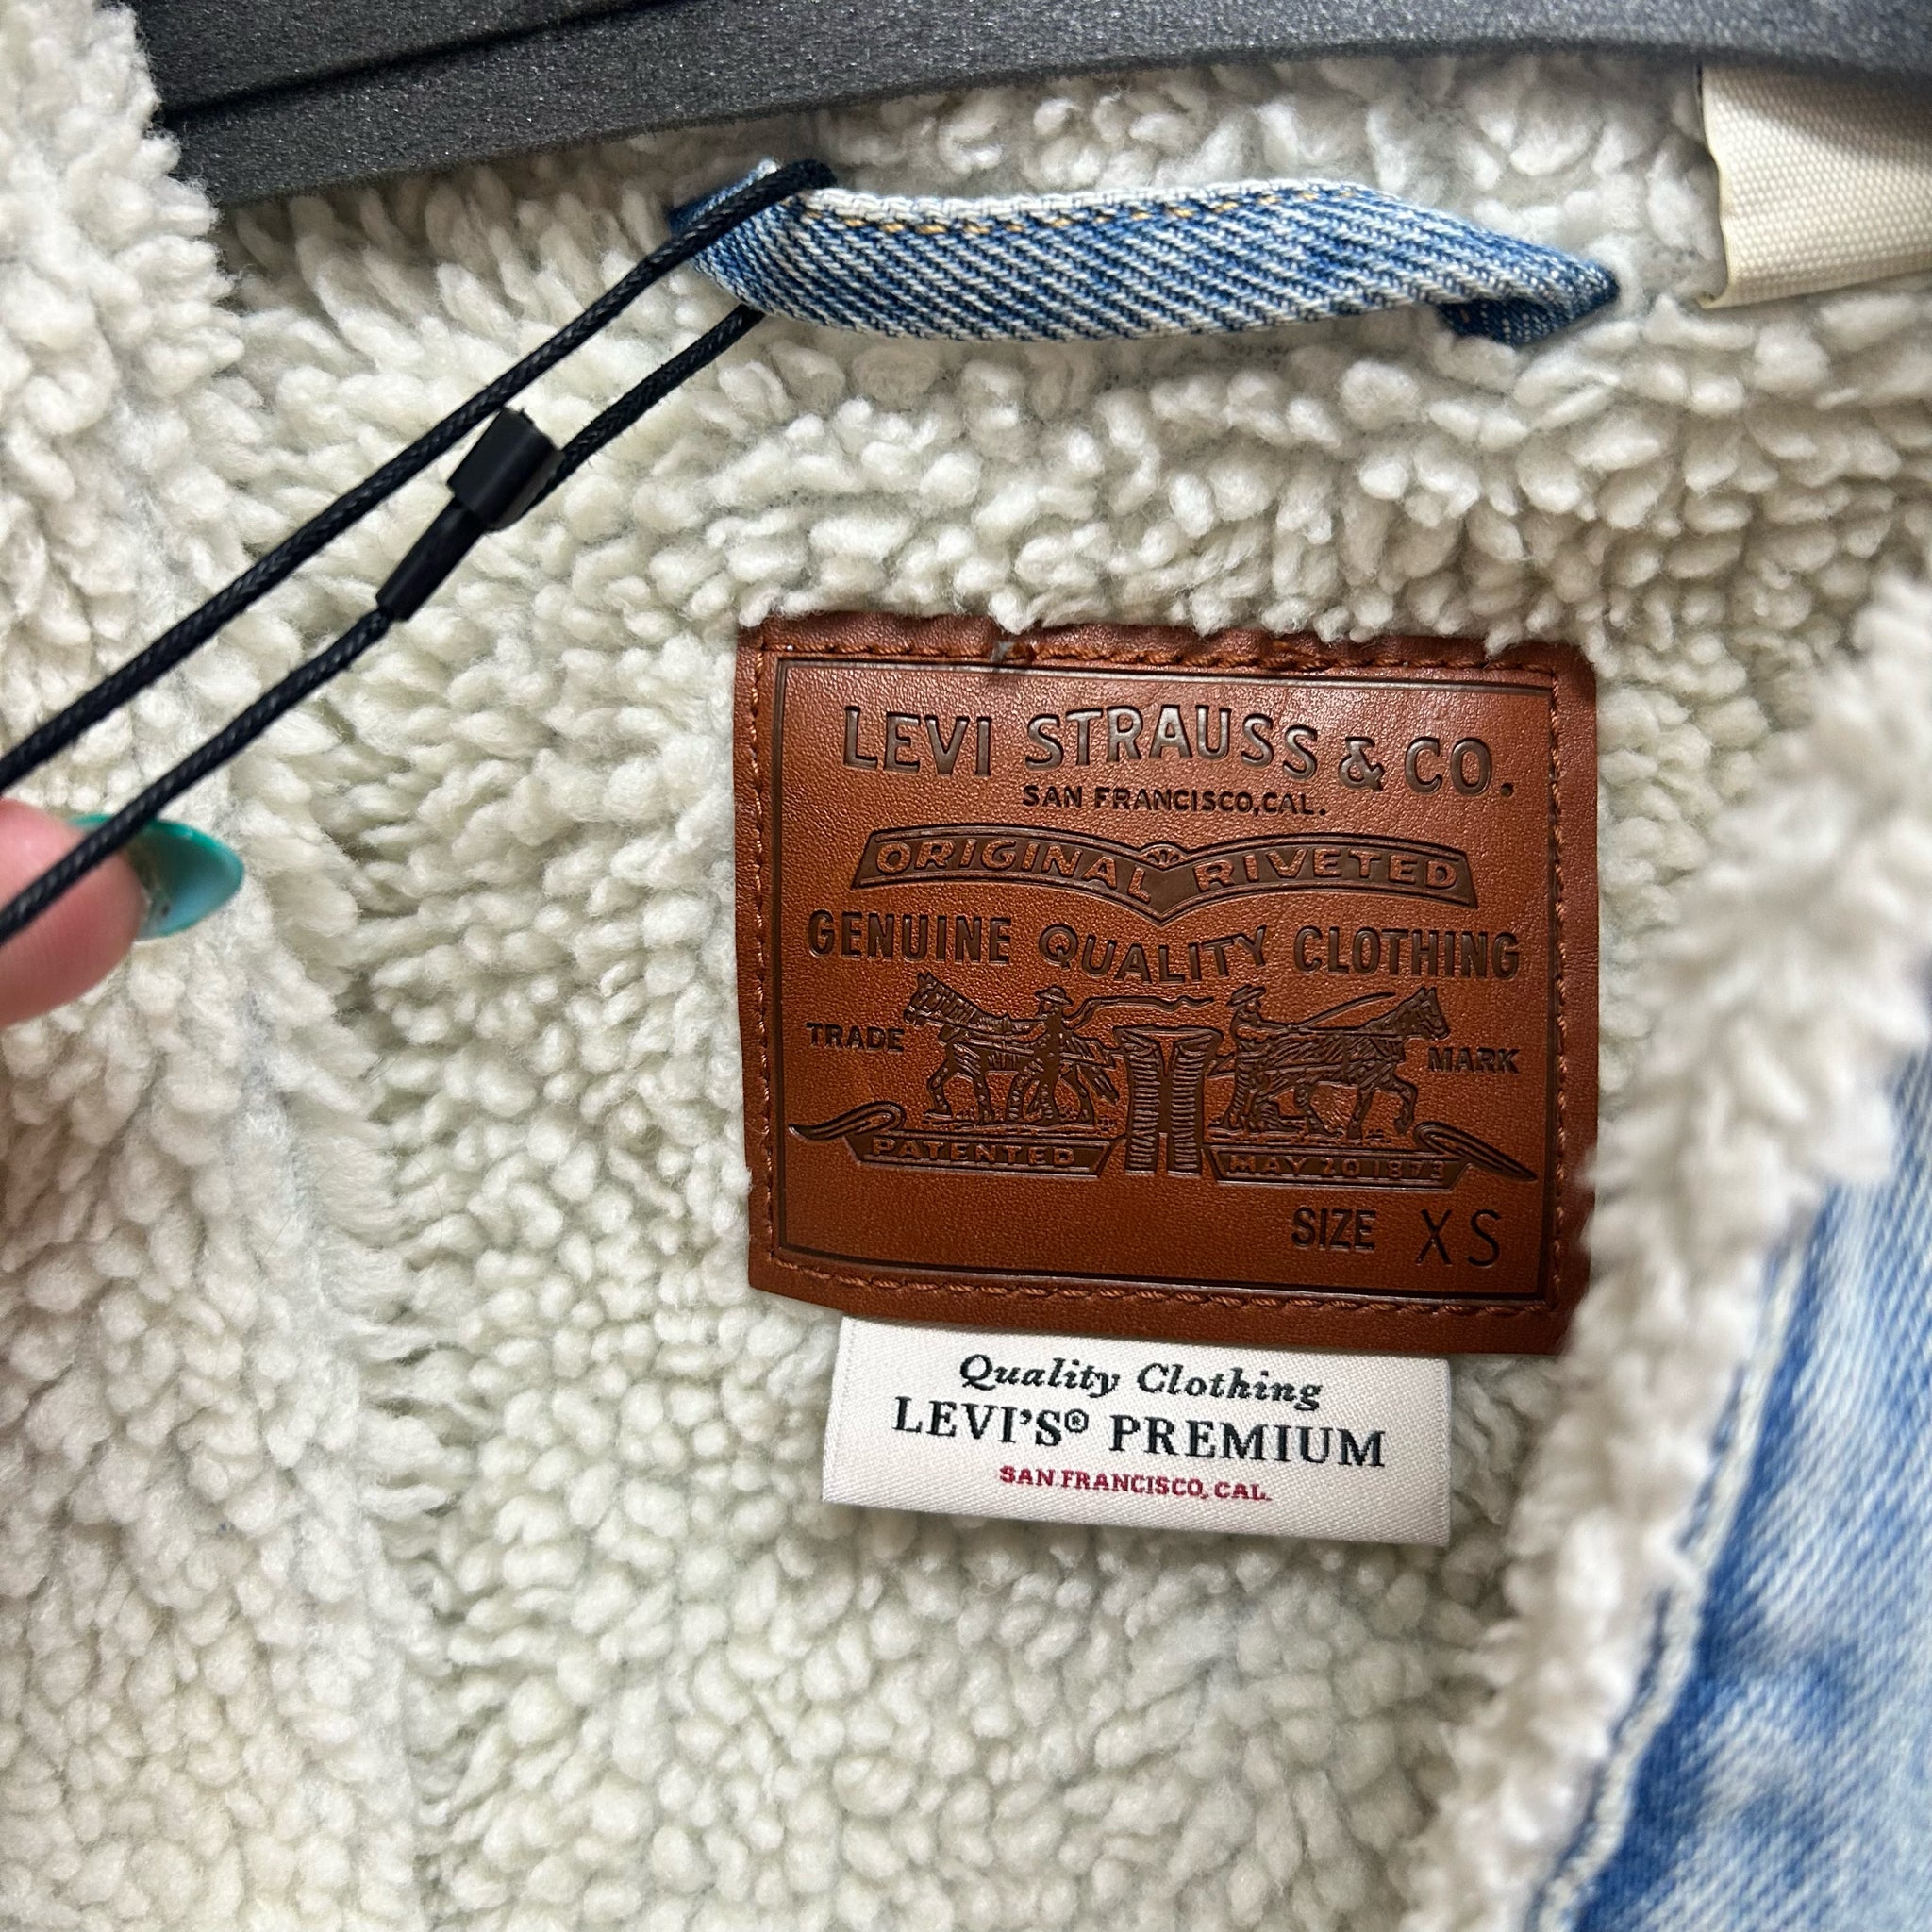 LEVI STRAUSS & CO.
SAN FRANCISCO, CAL.
ORIGINAL RIVETED
GENUINE QUALITY CLOTHING
TRADE MARK
PATENTED MAY 20 1873
SIZE XS
Quality Clothing
LEVI'S® PREMIUM
SAN FRANCISCO, CAL.